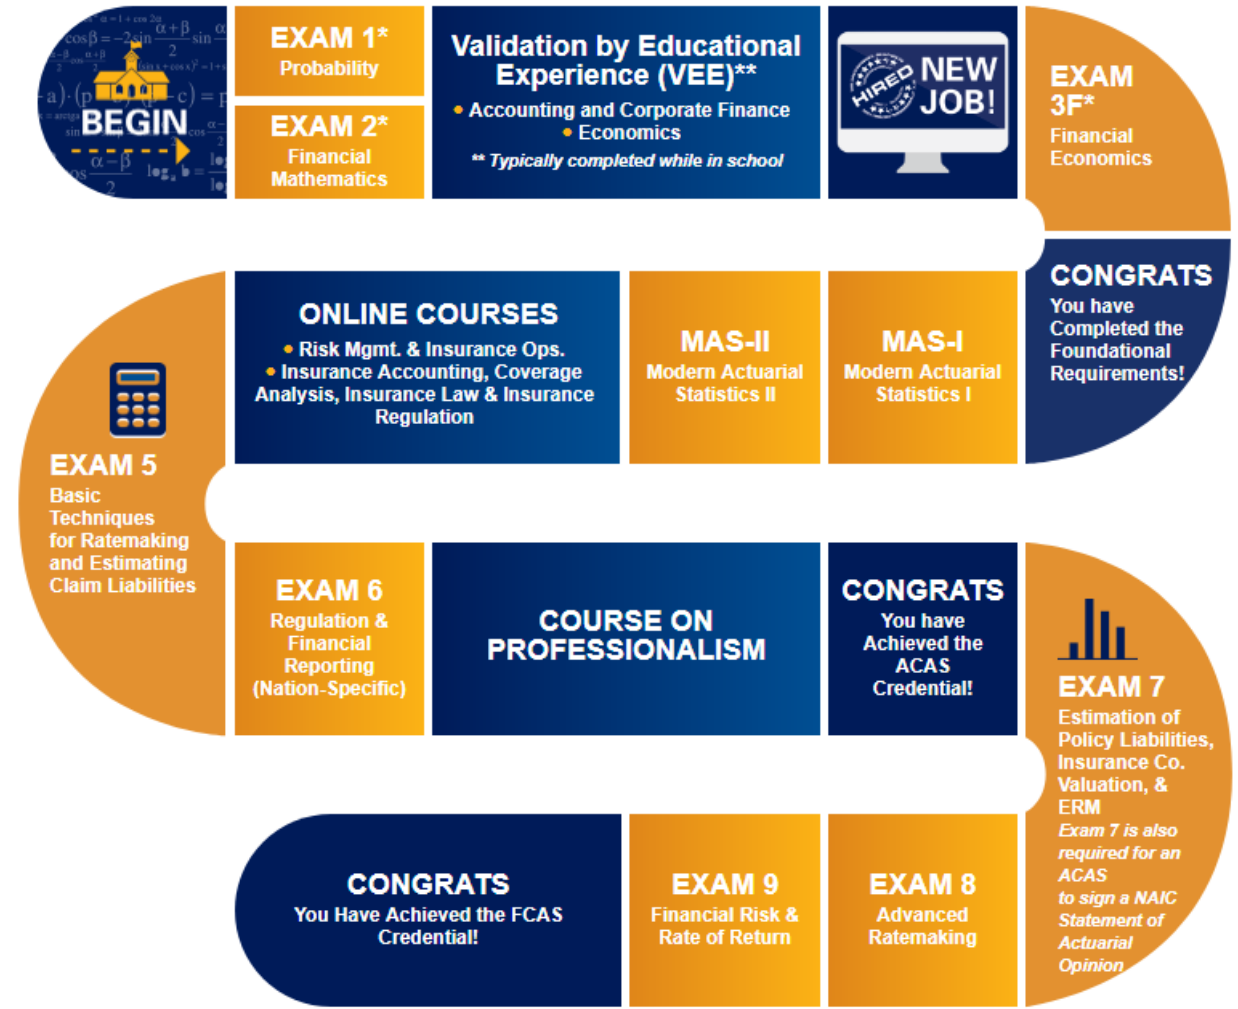 BEGIN
EXAM 1*
Probability
EXAM 2*
Financial
Mathematics
Validation by Educational
Experience (VEE)**
• Accounting and Corporate Finance
• Economics
** Typically completed while in school
HIRED
NEW
JOB!
EXAM
3F*
Financial
Economics
CONGRATS
You have
Completed the
Foundational
Requirements!
MAS-I
Modern Actuarial
Statistics I
MAS-II
Modern Actuarial
Statistics II
ONLINE COURSES
• Risk Mgmt. & Insurance Ops.
• Insurance Accounting, Coverage
Analysis, Insurance Law & Insurance
Regulation
EXAM 5
Basic
Techniques
for Ratemaking
and Estimating
Claim Liabilities
EXAM 6
Regulation &
Financial
Reporting
(Nation-Specific)
COURSE ON
PROFESSIONALISM
CONGRATS
You have
Achieved the
ACAS
Credential!
EXAM 7
Estimation of
Policy Liabilities,
Insurance Co.
Valuation, &
ERM
Exam 7 is also
required for an
ACAS
to sign a NAIC
Statement of
Actuarial
Opinion
EXAM 8
Advanced
Ratemaking
EXAM 9
Financial Risk &
Rate of Return
CONGRATS
You Have Achieved the FCAS
Credential!